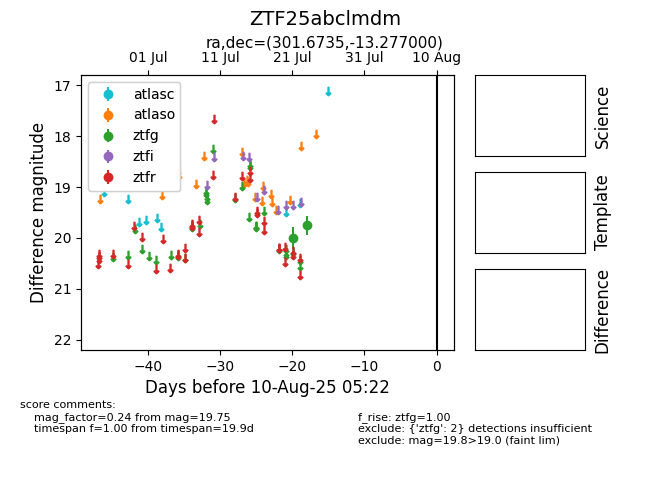 ZTF25abclmdm
ra,dec=(301.6735,-13.277000)
01 Jul 11 Jul 21 Jul 31 Jul 10 Aug
17
18
19
20
21
22
Difference magnitude
atlasc
atlaso
ztfg
ztfi
ztfr
−40 −30 −20 −10 0
Days before 10-Aug-25 05:22
Science
Template
Difference
score comments:
mag_factor=0.24 from mag=19.75
timespan f=1.00 from timespan=19.9d
f_rise: ztfg=1.00
exclude: {'ztfg': 2} detections insufficient
exclude: mag=19.8>19.0 (faint lim)